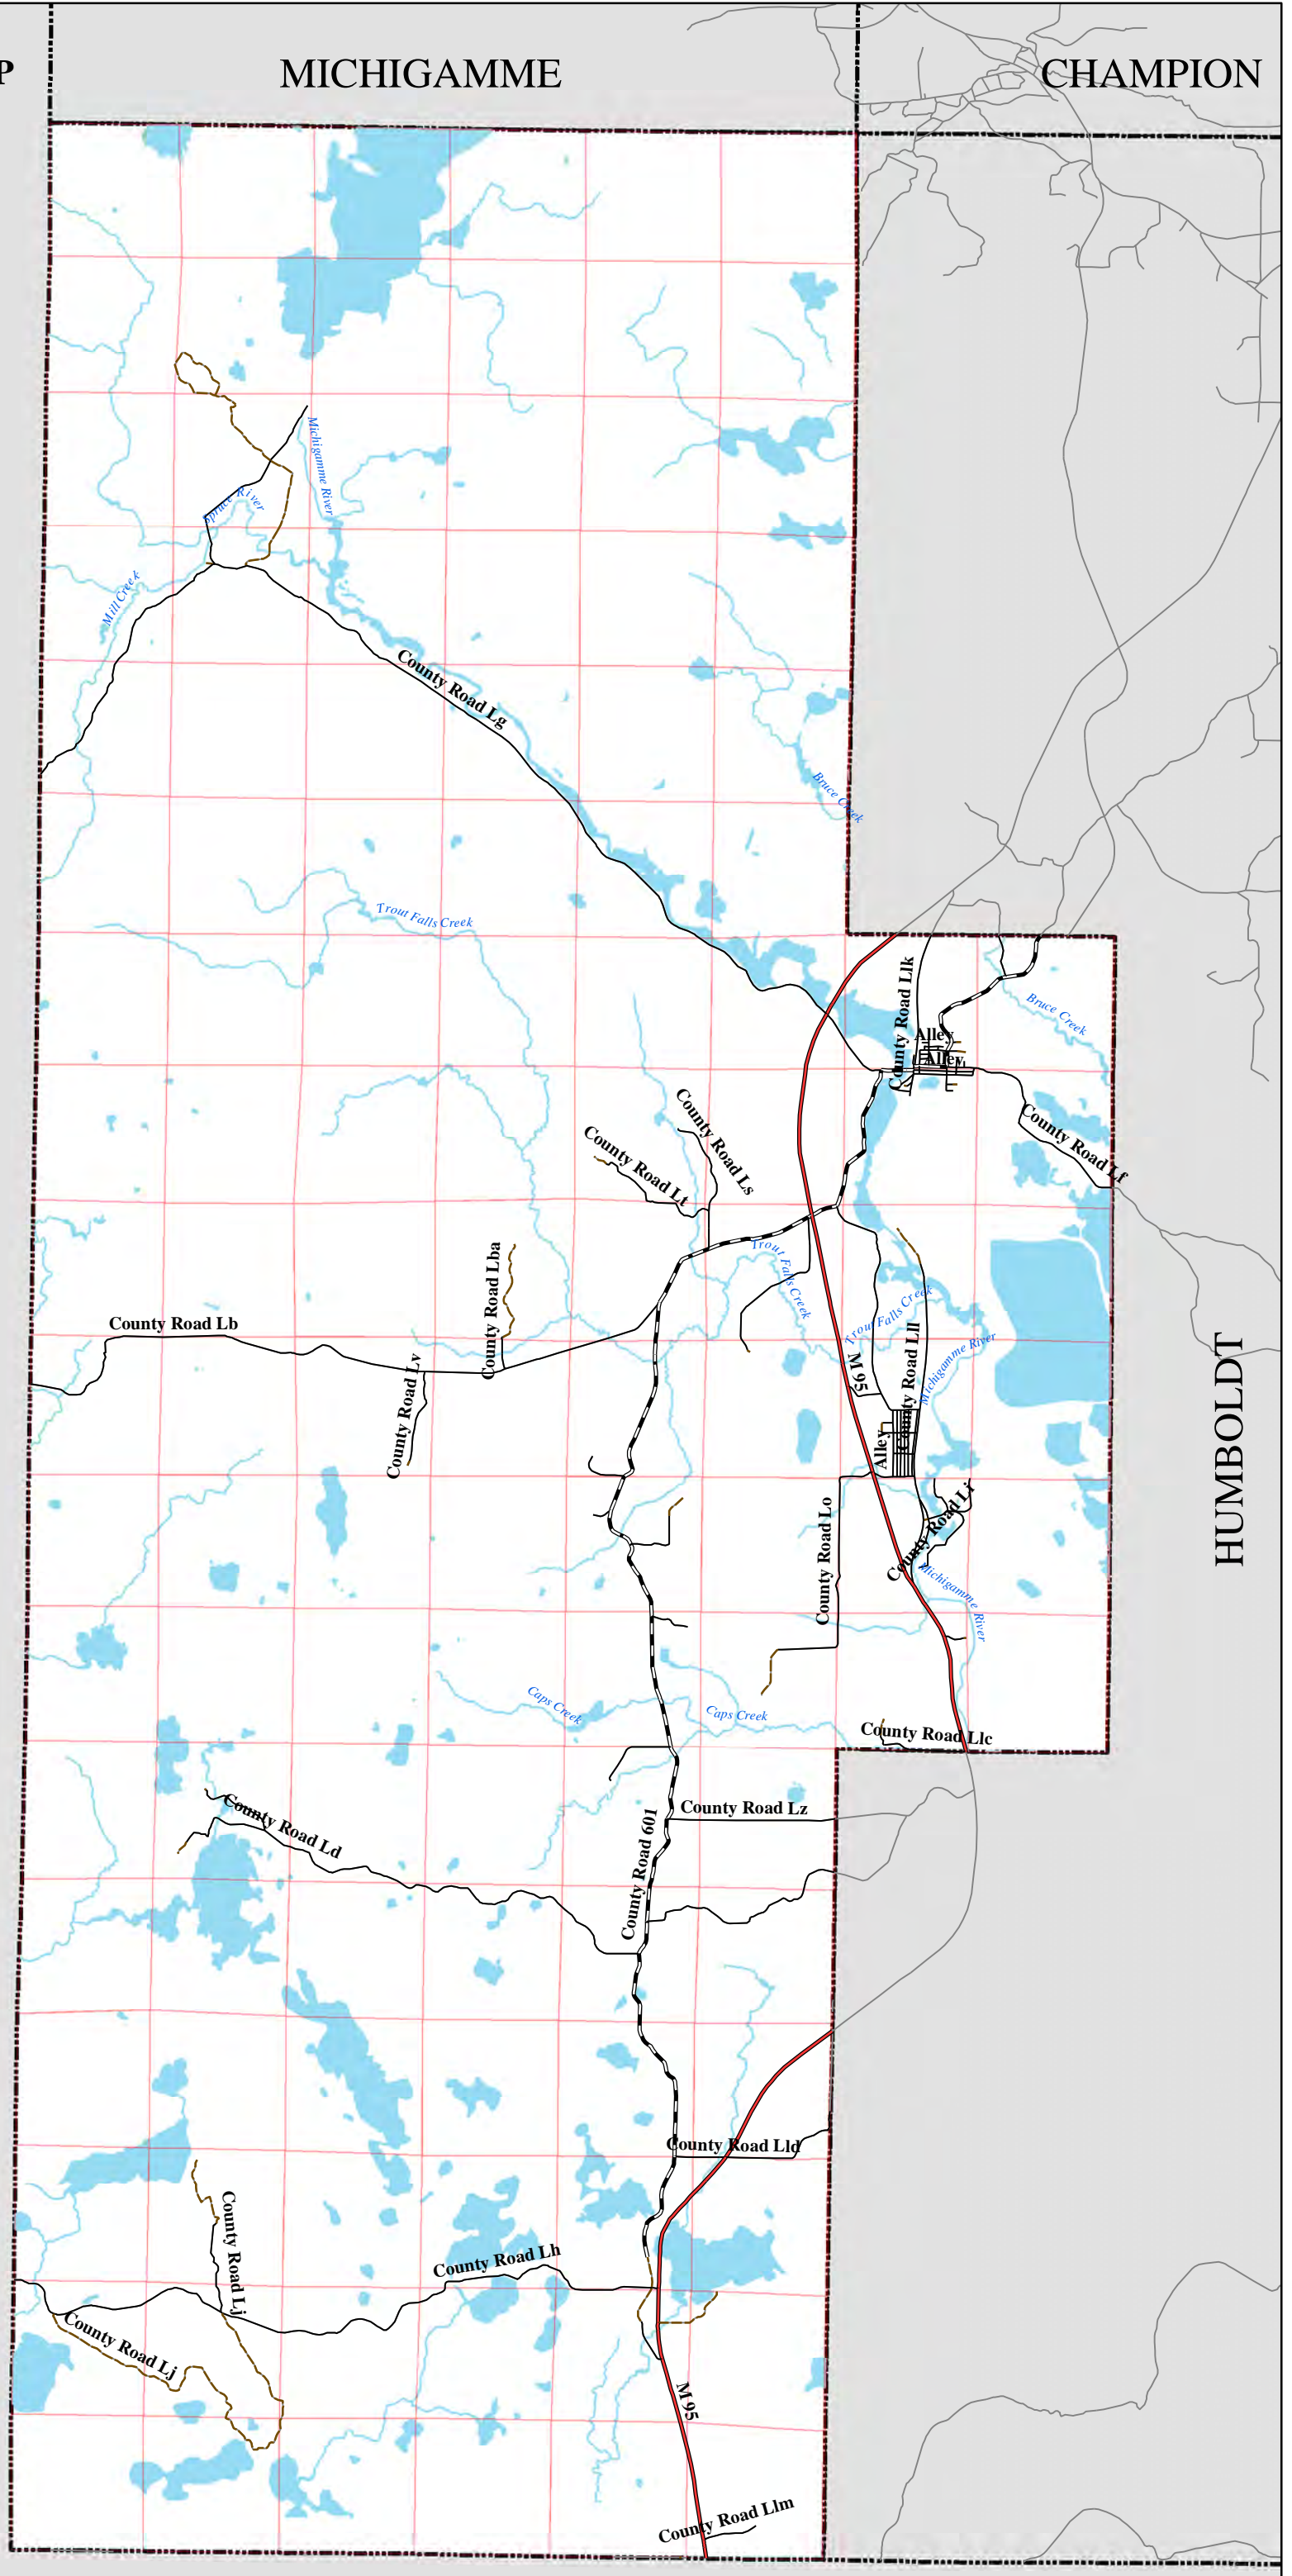 P
MICHIGAMME
CHAMPION
Michigamme River
Spruce River
Mill Creek
County Road Lg
Bruce Creek
Trout Falls Creek
County Road Llk
Bruce Creek
Alley
Alley
County Road Ls
County Road Lf
County Road Lt
Trout Falls Creek
County Road Lba
Trout Falls Creek
County Road Lb
Michigamme River
County Road Lll
M 95
County Road Lv
Alley
HUMBOLDT
County Road Li
County Road Lo
Michigamme River
Caps Creek
Caps Creek
County Road Llc
County Road Ld
County Road Lz
County Road 601
County Road Lld
County Road Lj
County Road Lh
County Road Lj
M 95
County Road Llm